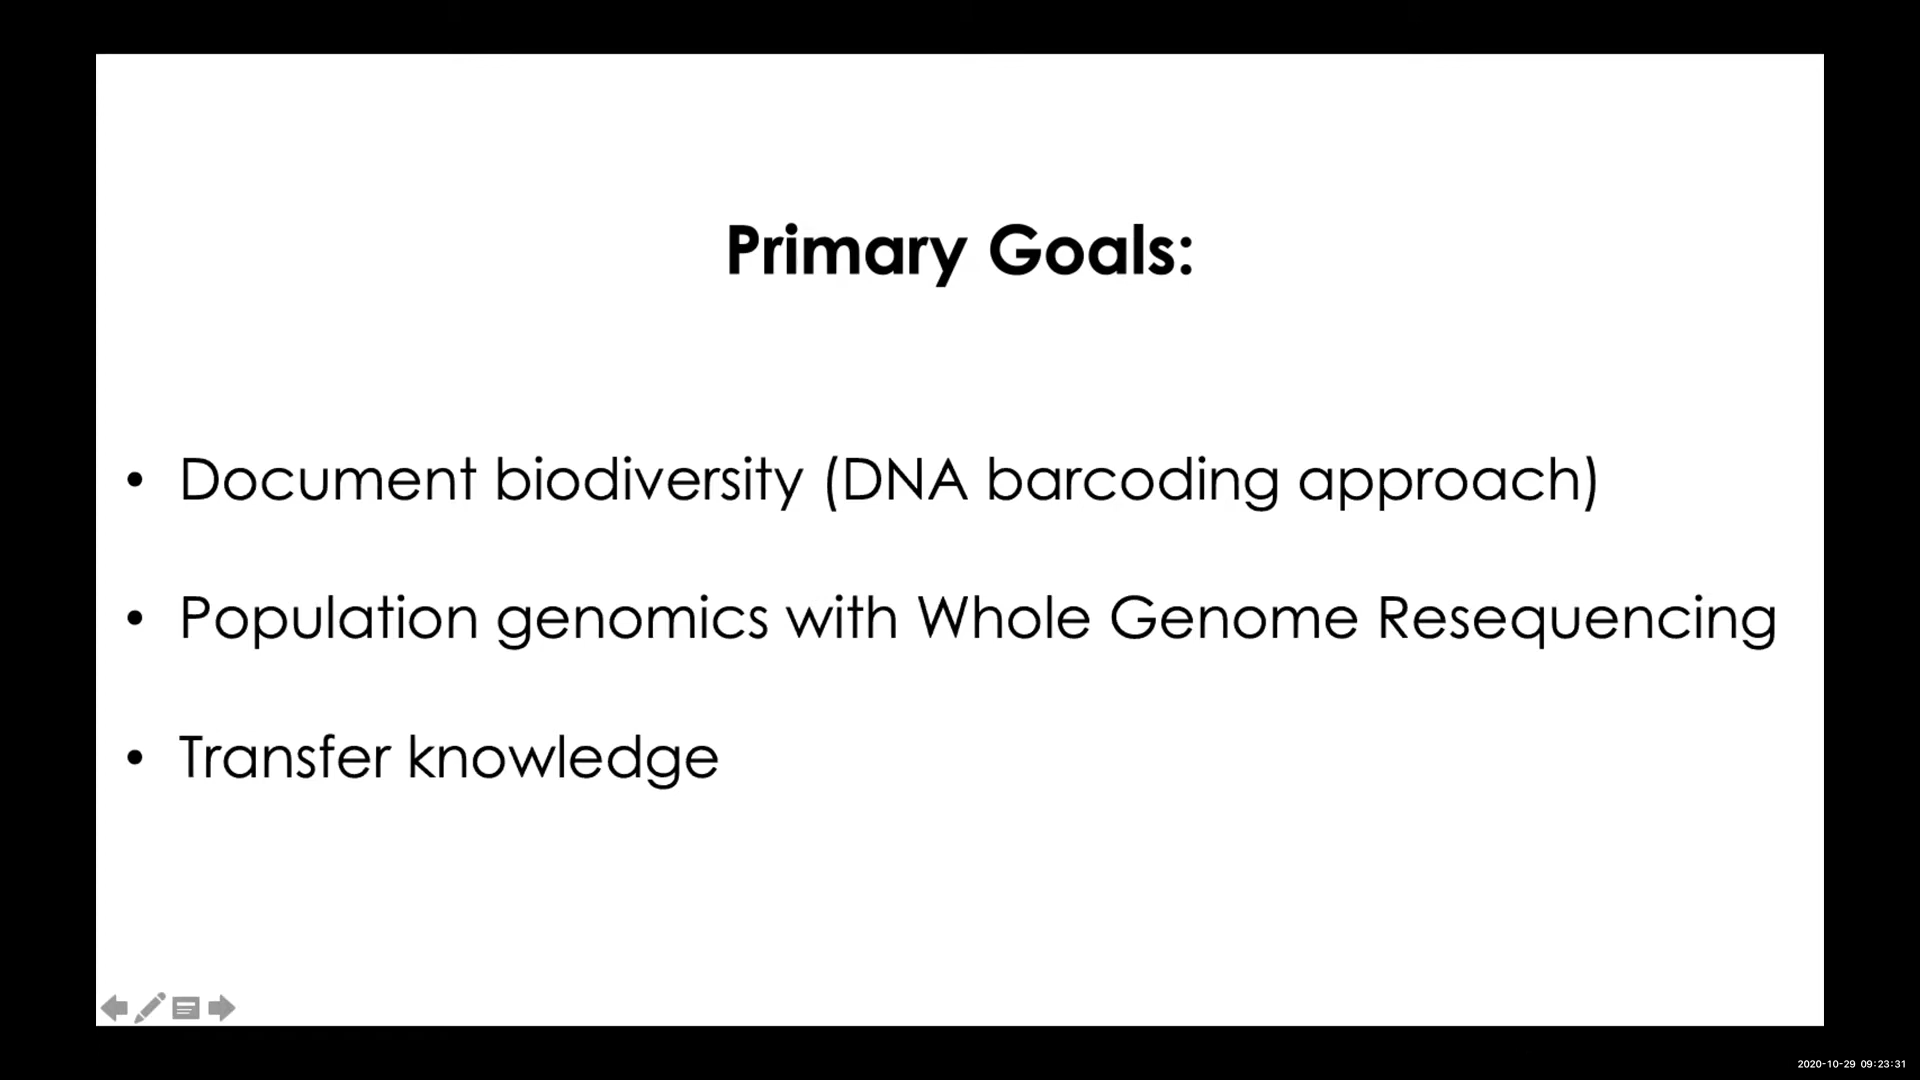 Primary Goals:
• Document biodiversity (DNA barcoding approach)
• Population genomics with Whole Genome Resequencing
• Transfer knowledge
2020-10-29 09:23:31